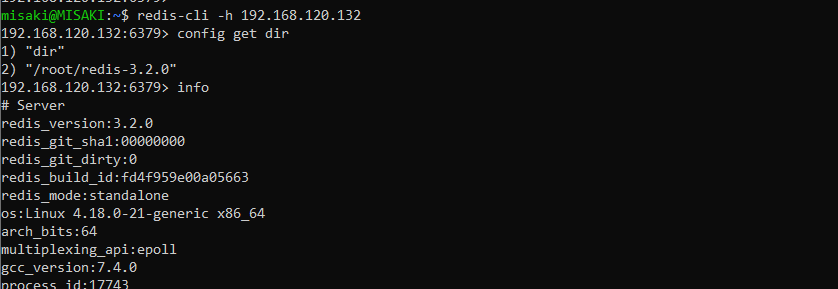 misaki@MISAKI:~$ redis-cli -h 192.168.120.132
192.168.120.132:6379> config get dir
1) "dir"
2) "/root/redis-3.2.0"
192.168.120.132:6379> info
# Server
redis_version:3.2.0
redis_git_sha1:00000000
redis_git_dirty:0
redis_build_id:fd4f959e00a05663
redis_mode:standalone
os:Linux 4.18.0-21-generic x86_64
arch_bits:64
multiplexing_api:epoll
gcc_version:7.4.0
process_id:17743